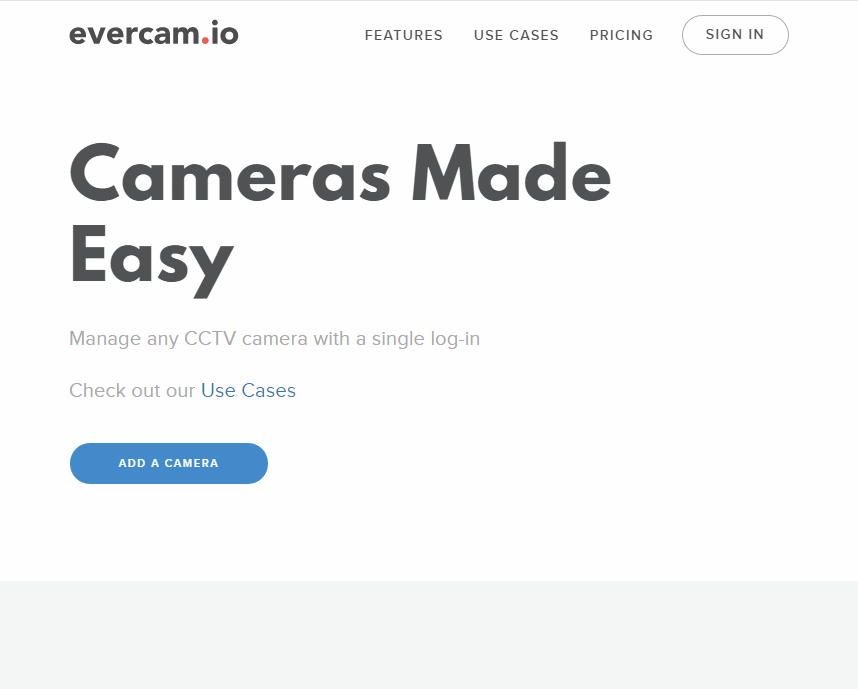 evercam.io
FEATURES
USE CASES
PRICING
SIGN IN
Cameras Made
Easy
Manage any CCTV camera with a single log-in
Check out our Use Cases
ADD A CAMERA